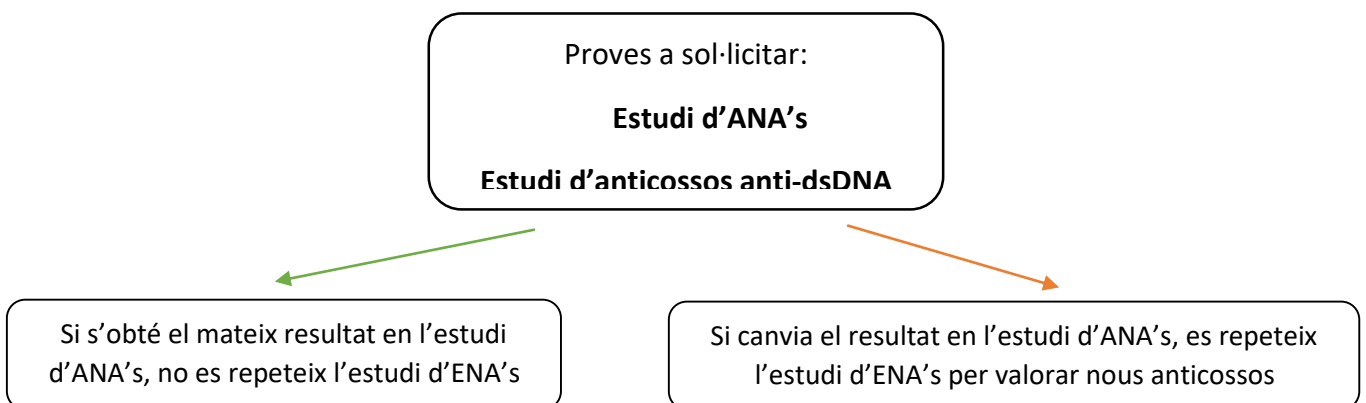 Proves a sol·licitar:
Estudi d’ANA’s
Estudi d’anticossos anti-dsDNA
Si s’obté el mateix resultat en l’estudi
d’ANA’s, no es repeteix l’estudi d’ENA’s
Si canvia el resultat en l’estudi d’ANA’s, es repeteix
l’estudi d’ENA’s per valorar nous anticossos